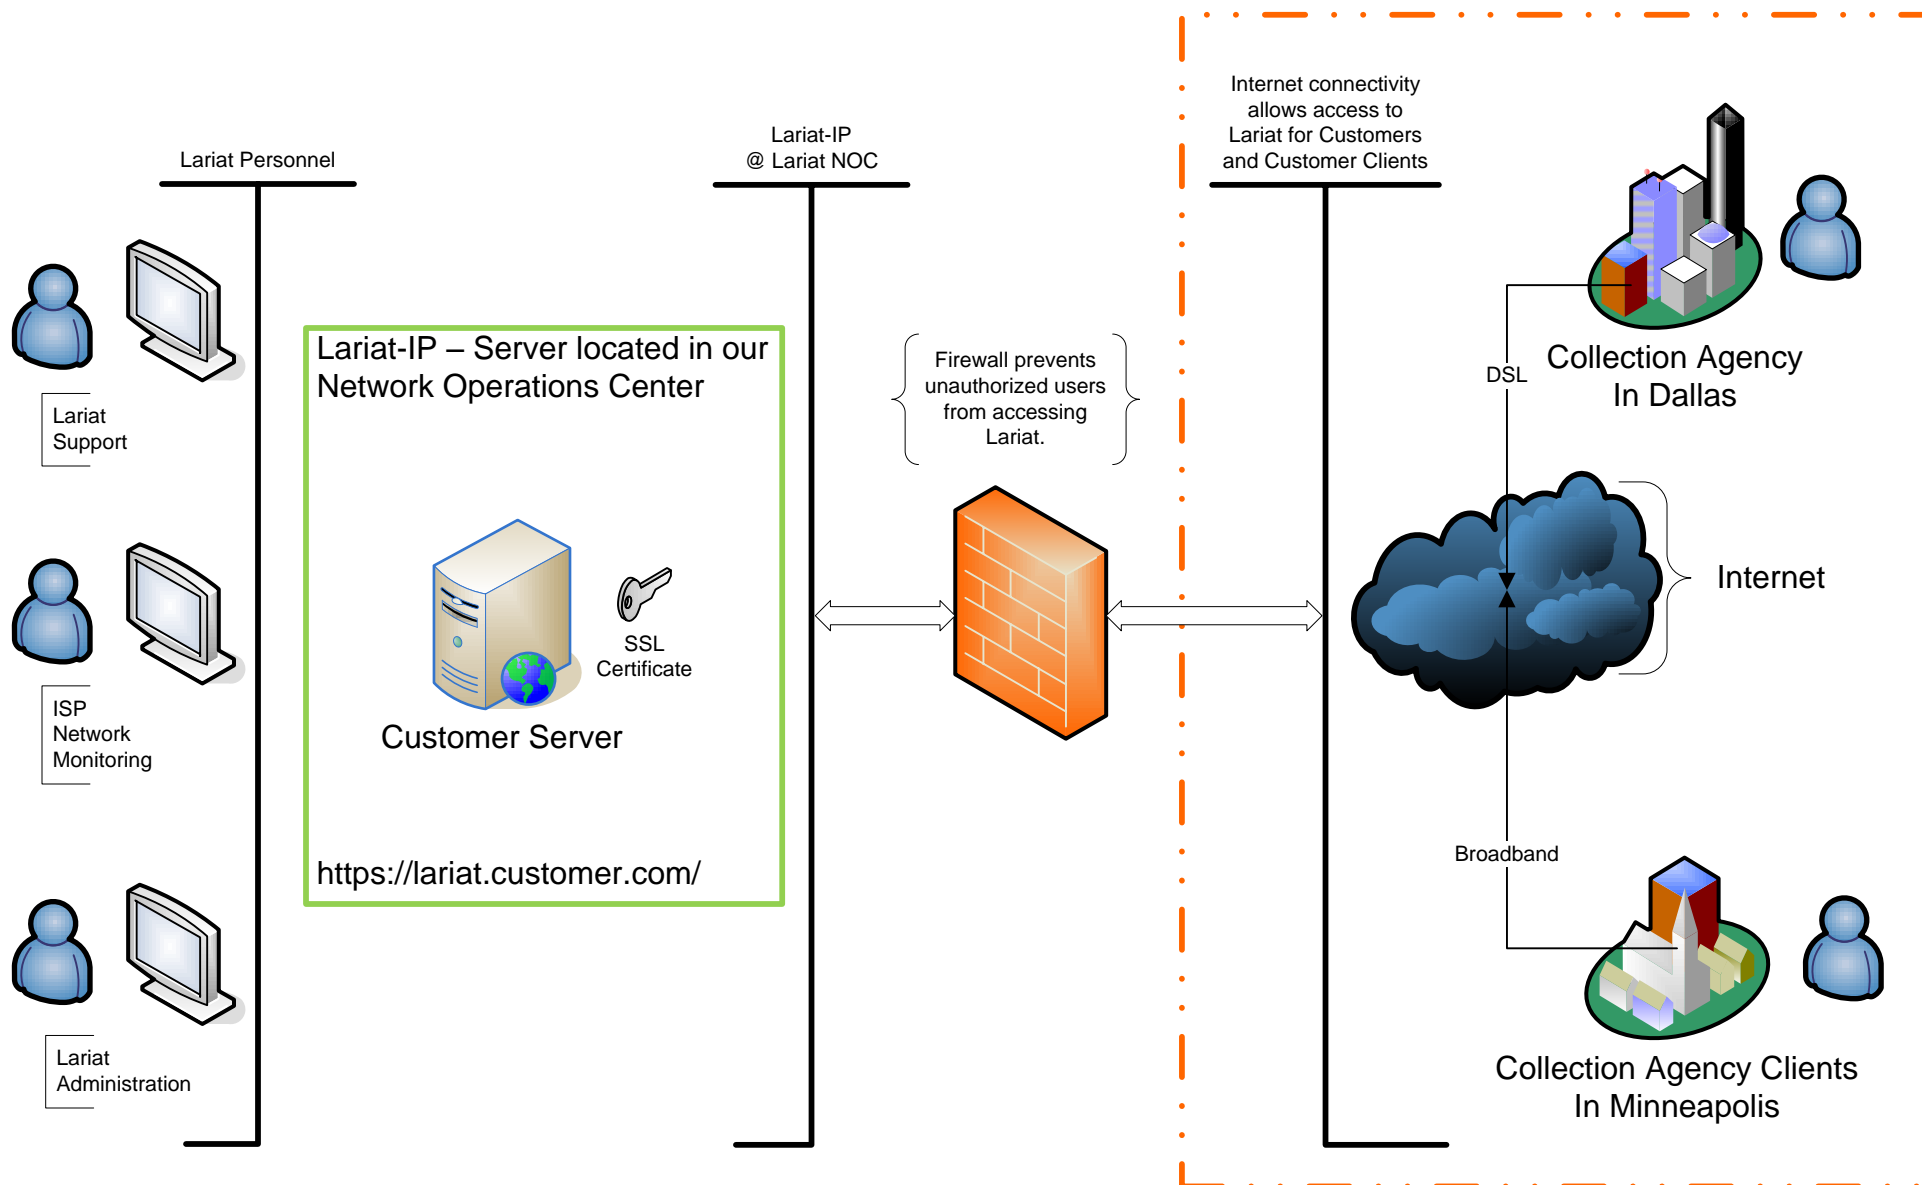 Lariat Personnel
Lariat-IP
@ Lariat NOC
Internet connectivity
allows access to
Lariat for Customers
and Customer Clients
Lariat
Support
ISP
Network
Monitoring
Lariat
Administration
Lariat-IP – Server located in our
Network Operations Center
SSL
Certificate
Customer Server
https://lariat.customer.com/
Firewall prevents
unauthorized users
from accessing
Lariat.
Collection Agency
In Dallas
DSL
Internet
Broadband
Collection Agency Clients
In Minneapolis